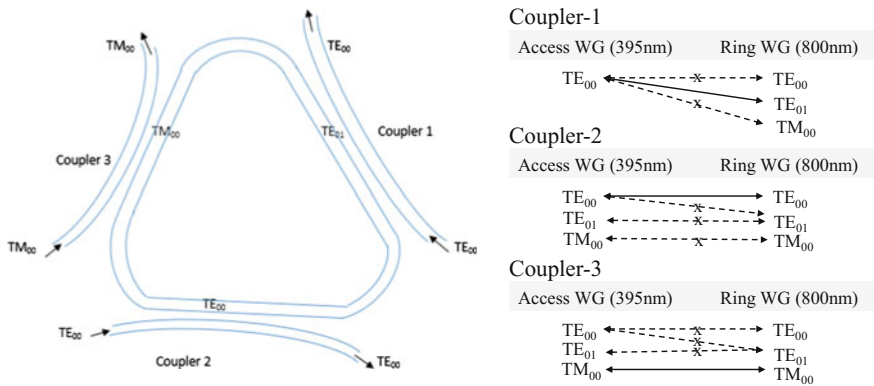 TM00
TE00
TM00
TE01
Coupler 1
Coupler 3
TM00
TE00
TE00
TE00
Coupler 2
TE00
Coupler-1
Access WG (395nm) Ring WG (800nm)
TE00 x TE00
x TE01
TM00
Coupler-2
Access WG (395nm) Ring WG (800nm)
TE00 TE00
x
TE01 x TE01
TM00 x TM00
Coupler-3
Access WG (395nm) Ring WG (800nm)
TE00 x TE00
x
TE01 x TE01
TM00 TM00